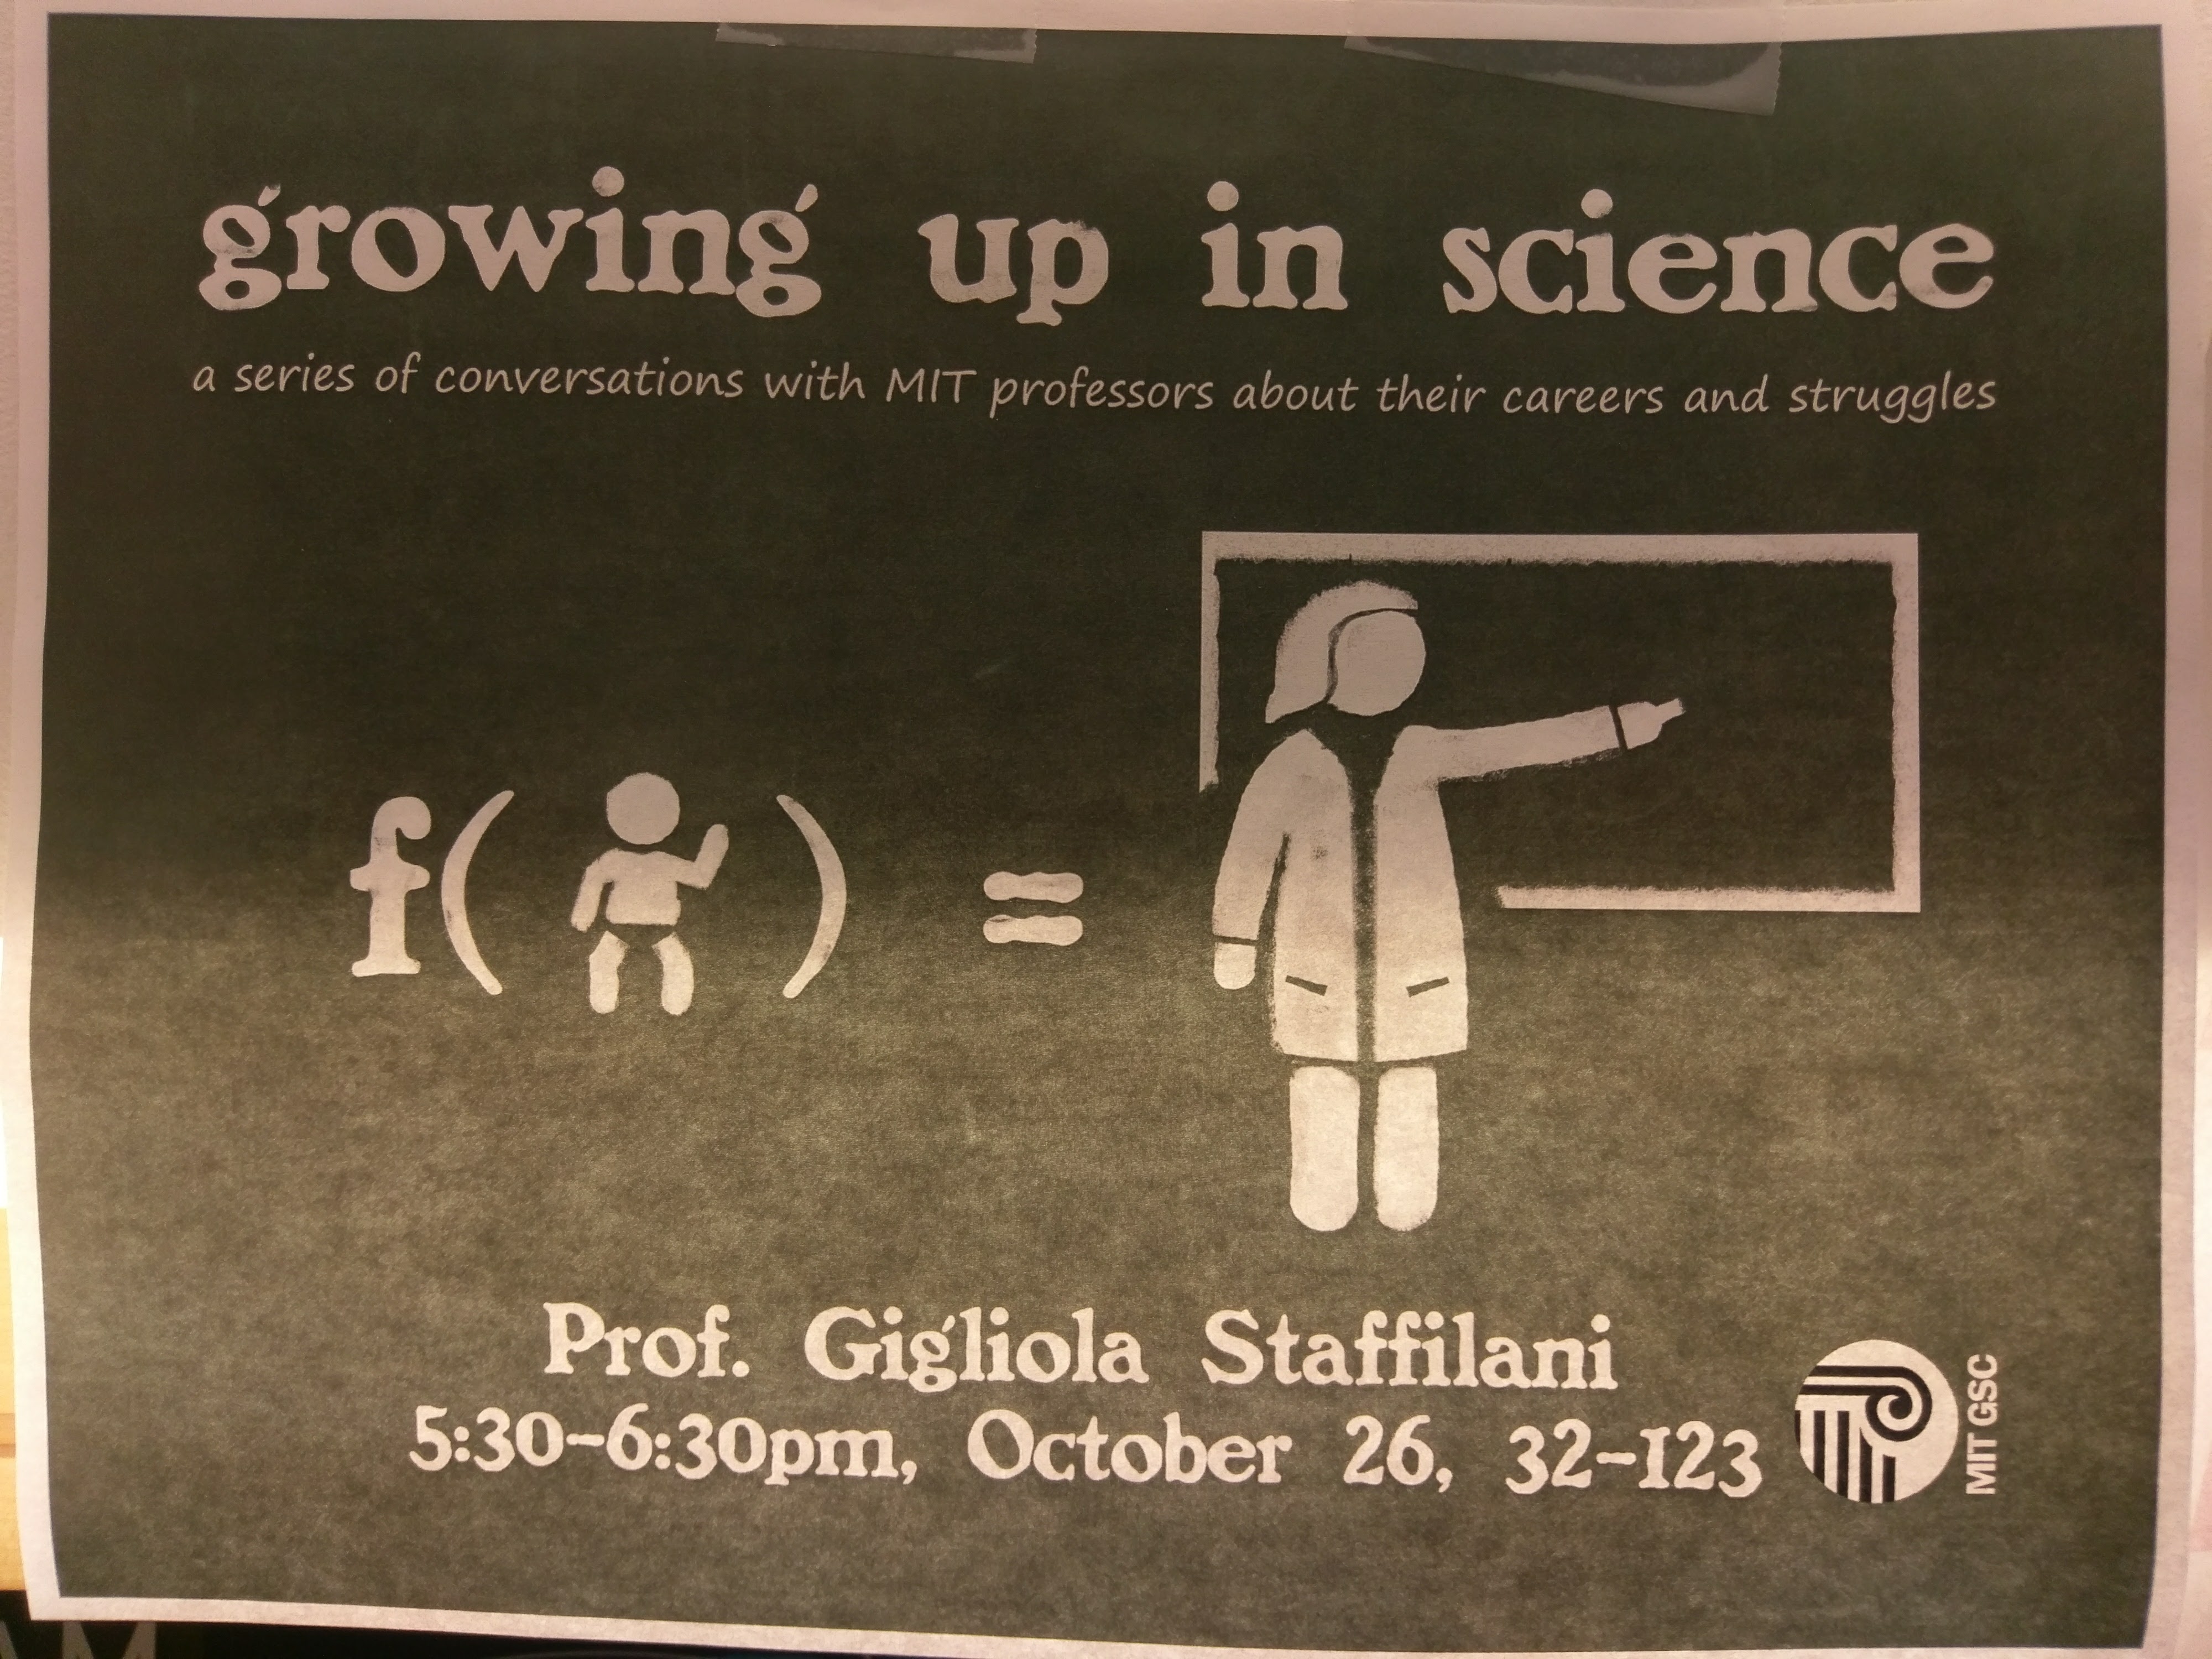 growing up in science
a series of conversations with MIT professors about their careers and struggles
f( ) =
Prof. Gigliola Staffilani
5:30-6:30pm, October 26, 32-123
MIT GSC